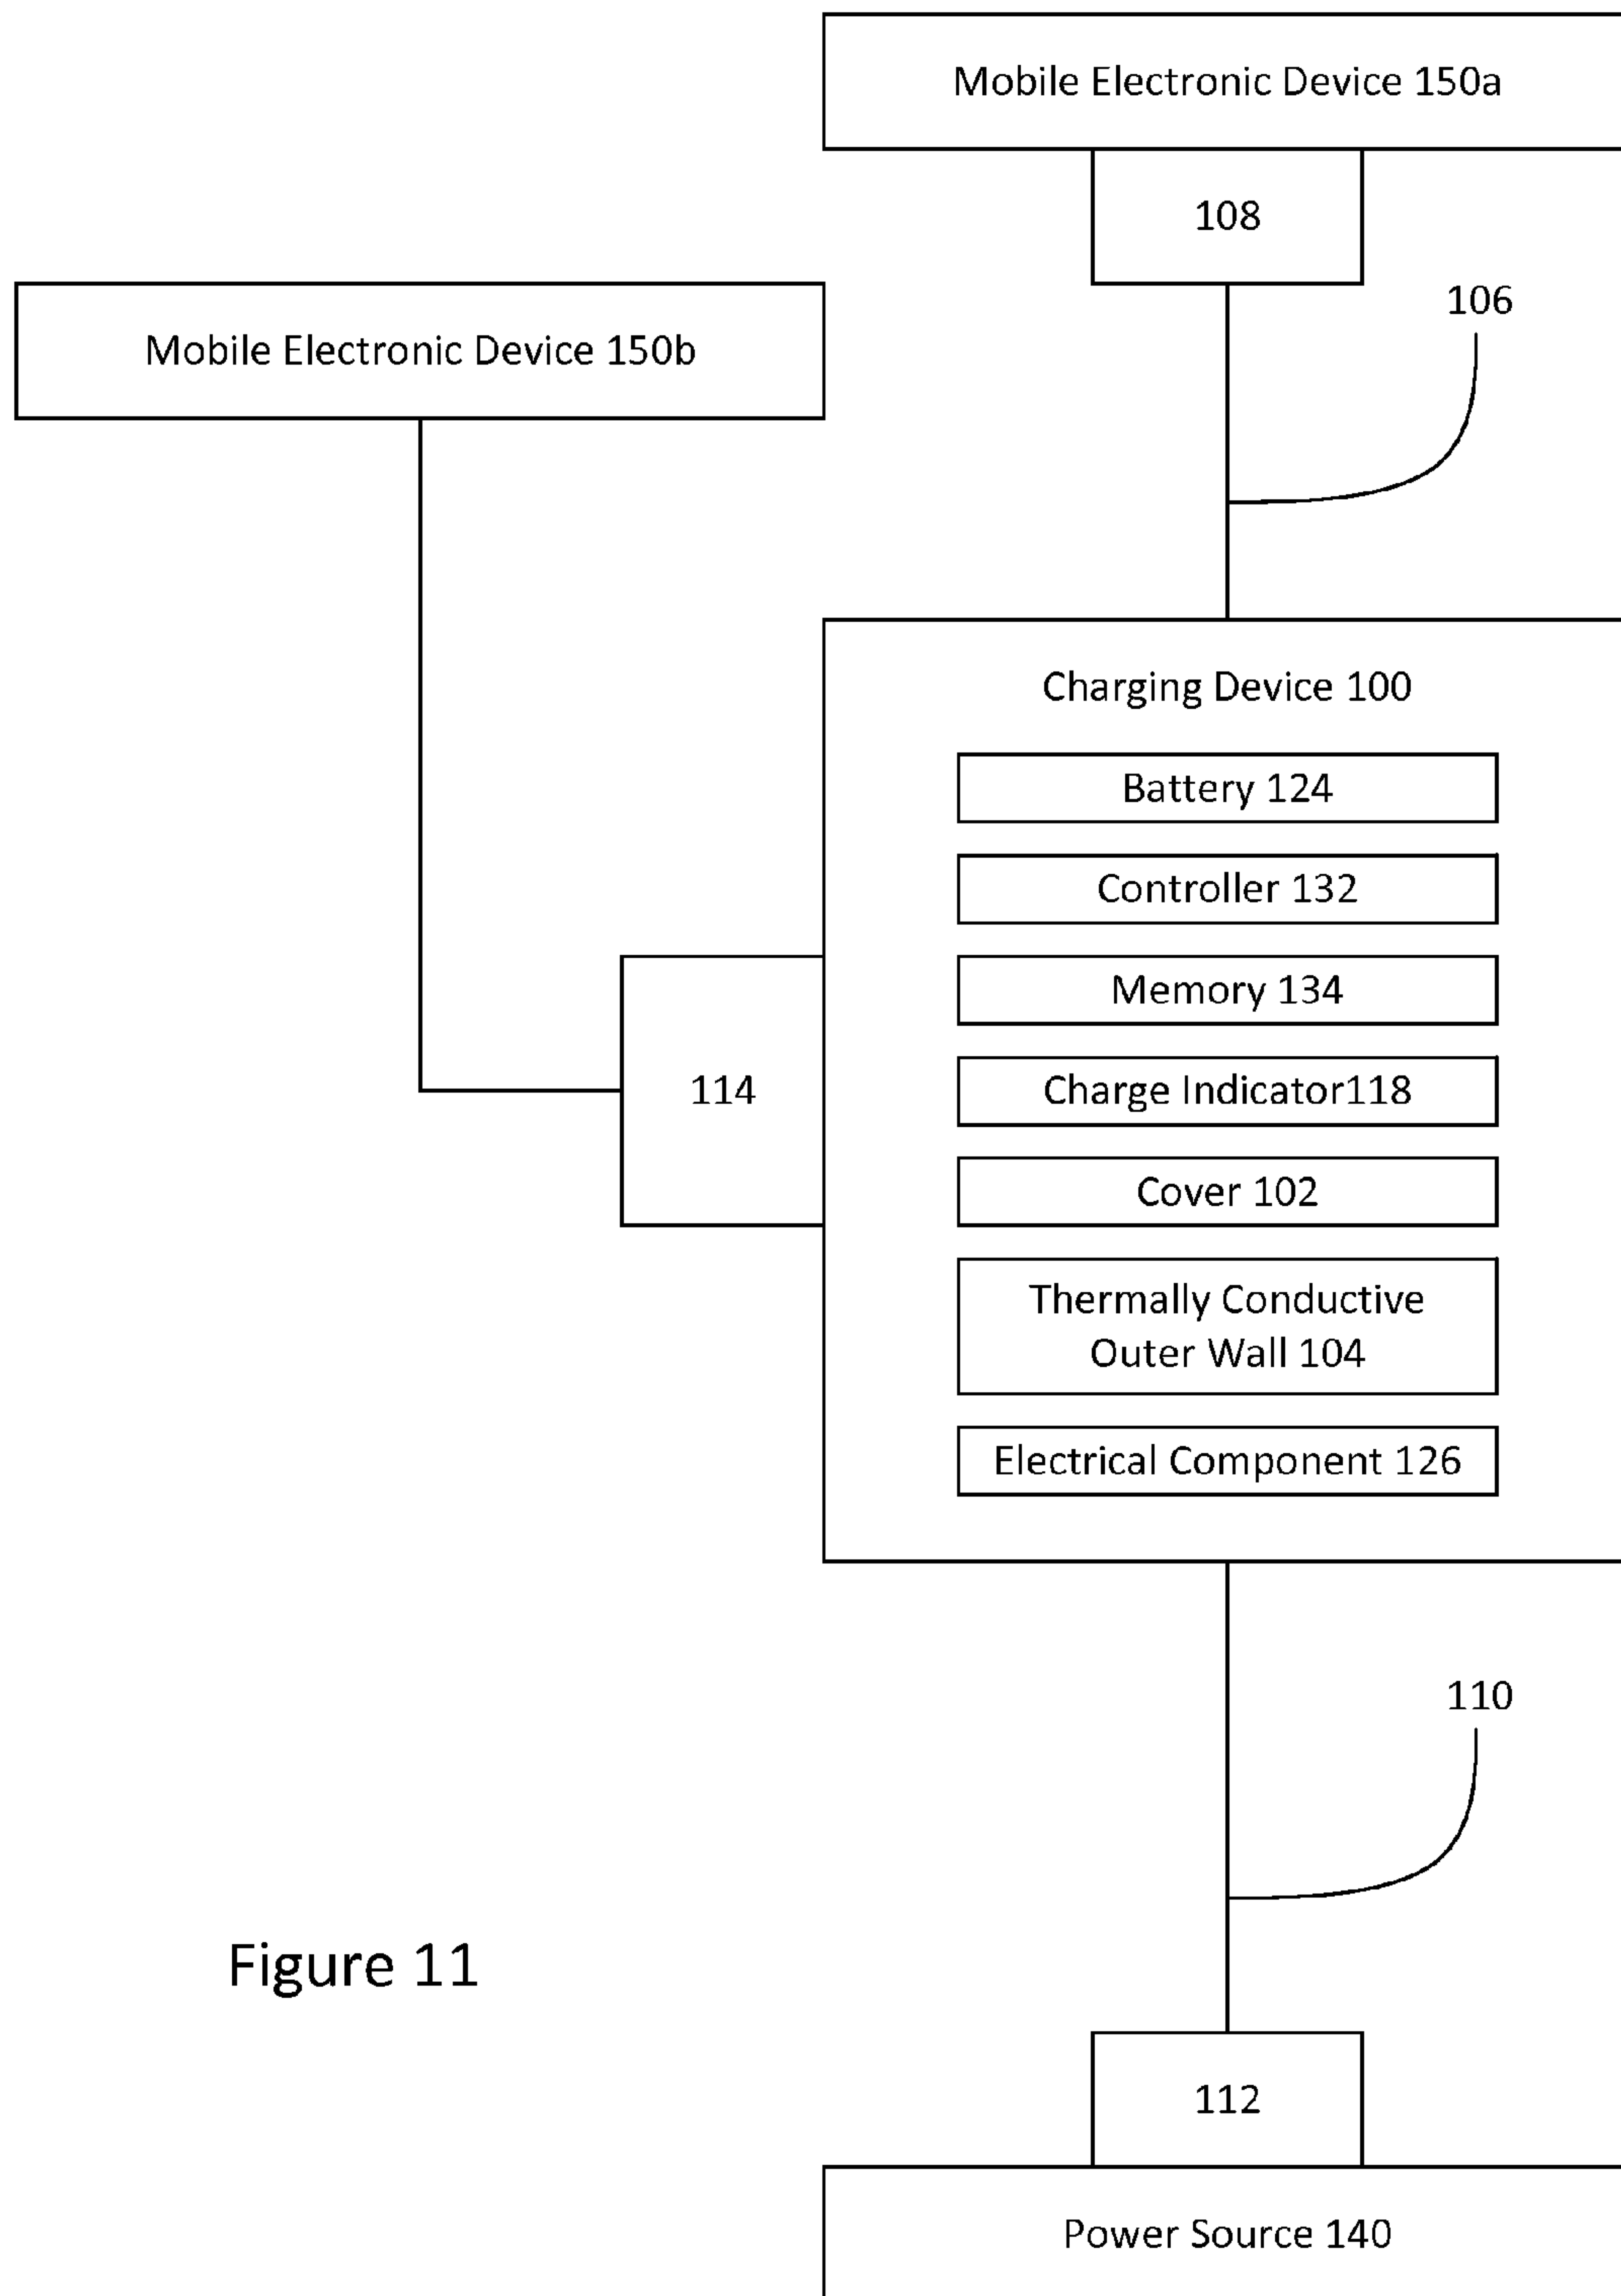 Mobile Electronic Device 150a
108
106
Mobile Electronic Device 150b
Charging Device 100
Battery 124
Controller 132
Memory 134
Charge Indicator118
114
Cover 102
Thermally Conductive
Outer Wall 104
Electrical Component 126
110
Figure 11
112
Power Source 140